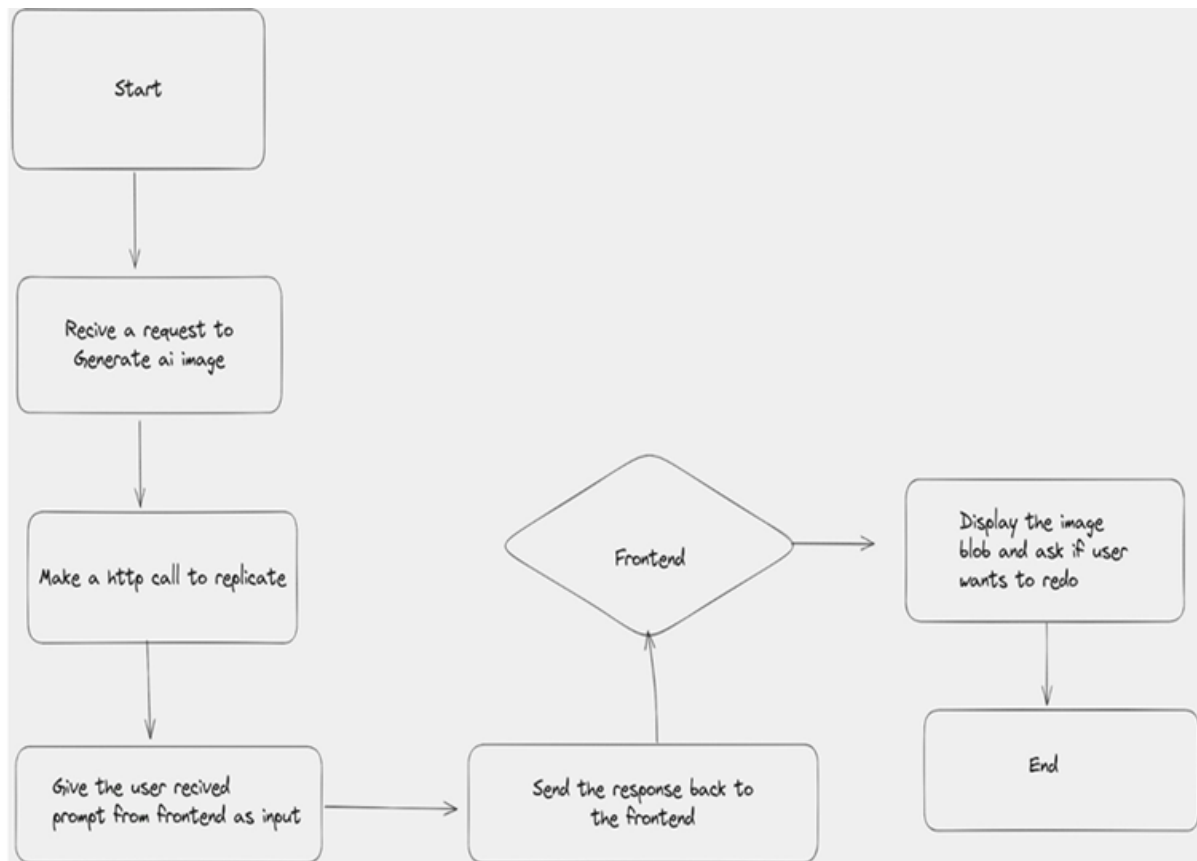 Start
Recive a request to
Generate ai image
Make a http call to replicate
Give the user recived
prompt from frontend as input
Send the response back to
the frontend
Frontend
Display the image
blob and ask if user
wants to redo
End